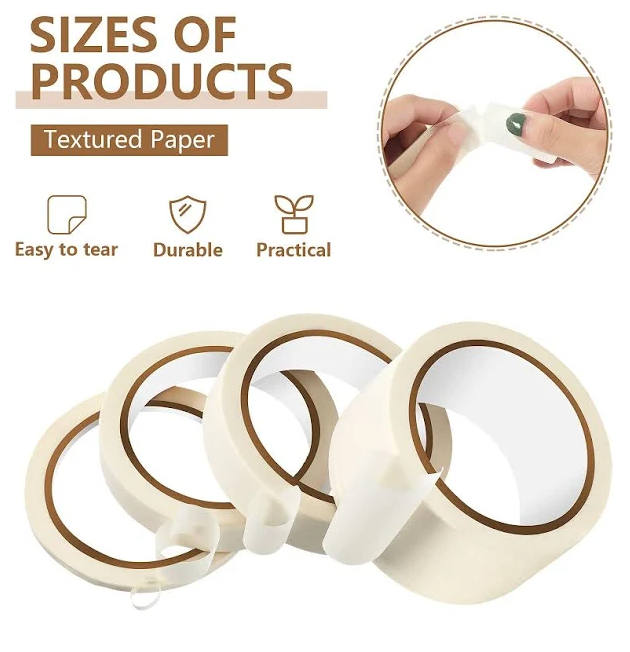 SIZES OF
PRODUCTS
Textured Paper
Easy to tear
Durable
Practical